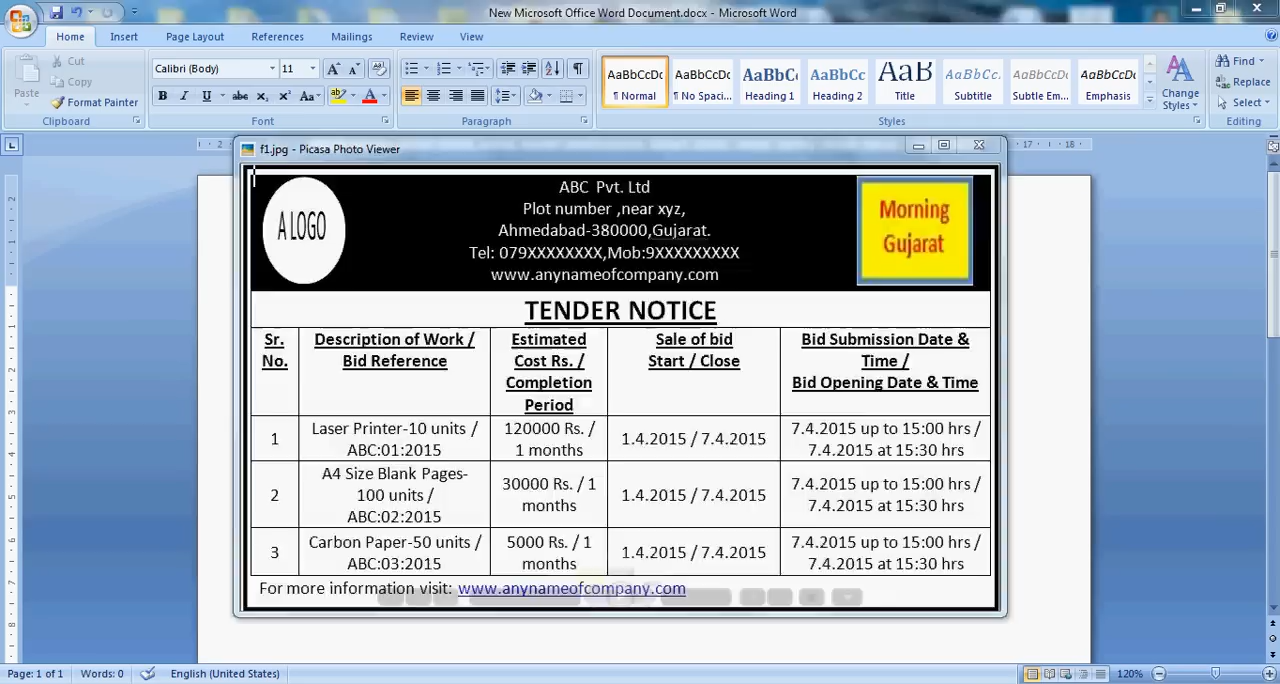 New Microsoft Office Word Document.docx - Microsoft Word
Home Insert Page Layout References Mailings Review View
Cut
Copy
Format Painter
Paste
Clipboard
Calibri (Body) 11
Font
Paragraph
AaBbCcDc AaBbCcDc AaBbCc AaBbCc AaB AaBbCc. AaBbCcDc AaBbCcDc
¶ Normal ¶ No Spaci... Heading 1 Heading 2 Title Subtitle Subtle Em... Emphasis
Styles
Change Styles
Find
Replace
Select
Editing
f1.jpg - Picasa Photo Viewer
A LOGO
ABC Pvt. Ltd
Plot number ,near xyz,
Ahmedabad-380000,Gujarat.
Tel: 079XXXXXXXX,Mob:9XXXXXXXXX
www.anynameofcompany.com
Morning
Gujarat
TENDER NOTICE
Sr. No. Description of Work / Bid Reference Estimated Cost Rs. / Completion Period Sale of bid Start / Close Bid Submission Date & Time / Bid Opening Date & Time
1 Laser Printer-10 units / ABC:01:2015 120000 Rs. / 1 months 1.4.2015 / 7.4.2015 7.4.2015 up to 15:00 hrs / 7.4.2015 at 15:30 hrs
2 A4 Size Blank Pages-100 units / ABC:02:2015 30000 Rs. / 1 months 1.4.2015 / 7.4.2015 7.4.2015 up to 15:00 hrs / 7.4.2015 at 15:30 hrs
3 Carbon Paper-50 units / ABC:03:2015 5000 Rs. / 1 months 1.4.2015 / 7.4.2015 7.4.2015 up to 15:00 hrs / 7.4.2015 at 15:30 hrs
For more information visit: www.anynameofcompany.com
Page: 1 of 1 Words: 0 English (United States) 120%